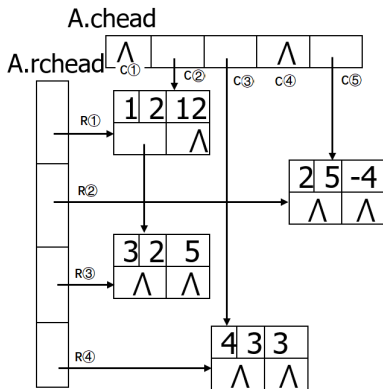 A.chead
∧
C① C② C③ C④ C⑤
∧
A.rchead
R①
1 2 12
∧
R②
2 5 -4
∧ ∧
R③
3 2 5
∧ ∧
R④
4 3 3
∧ ∧